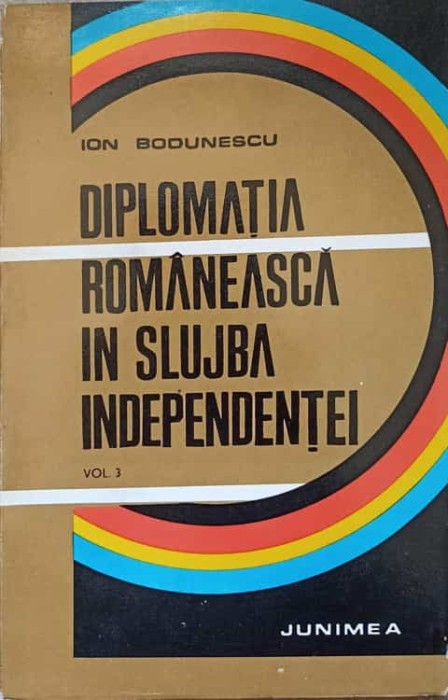 ION BODUNESCU
DIPLOMAȚIA
ROMÂNEASCĂ
IN SLUJBA
INDEPENDENȚEI
VOL. 3
JUNIMEA